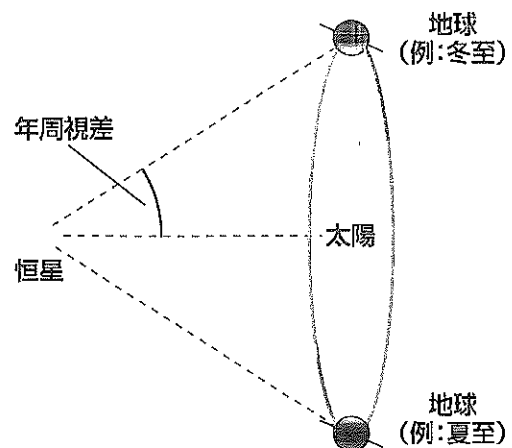 地球
(例:冬至)
年周視差
太陽
恒星
地球
(例:夏至)